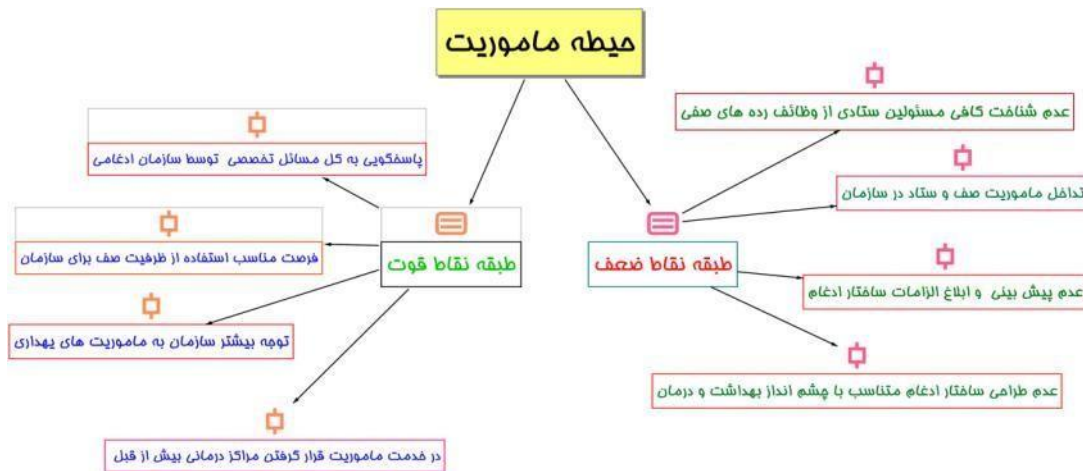 حیطه ماموریت
عدم شناخت کافی مسئولین ستادی از وظائف رده های صفی
تداخل ماموریت صف و ستاد در سازمان
طبقه نقاط ضعف
عدم پیش بینی و ابلاغ الزامات ساختار ادغام
عدم طراحی ساختار ادغام متناسب با چشم انداز بهداشت و درمان
پاسخگویی به کل مسائل تخصصی توسط سازمان ادغامی
طبقه نقاط قوت
فرصت مناسب استفاده از ظرفیت صف برای سازمان
توجه بیشتر سازمان به ماموریت های یهداری
در خدمت ماموریت قرار گرفتن مراکز درمانی بیش از قبل